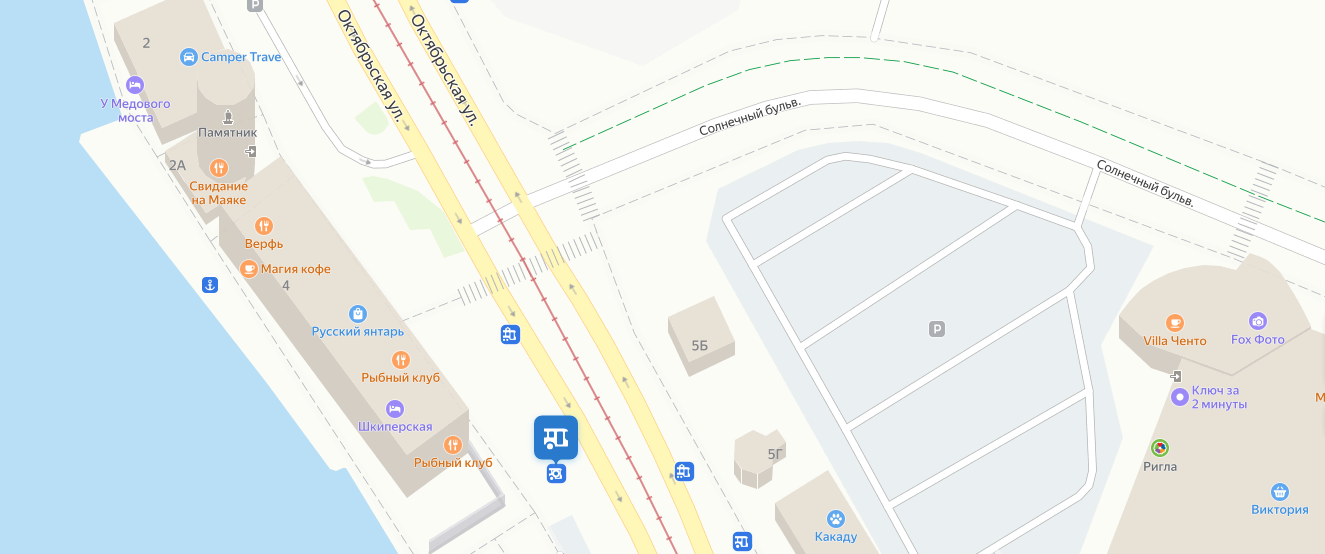 P
Октябрьская ул.
Октябрьская ул.
2
Camper Trave
У Медового
моста
Памятник
Солнечный бульв.
2А
Свидание
на Маяке
Солнечный бульв.
Верфь
Магия кофе
4
Русский янтарь
P
5Б
Villa Ченто
Fox Фото
Рыбный клуб
Ключ за
2 минуты
М
Шкиперская
Рыбный клуб
5Г
Ригла
Виктория
Какаду